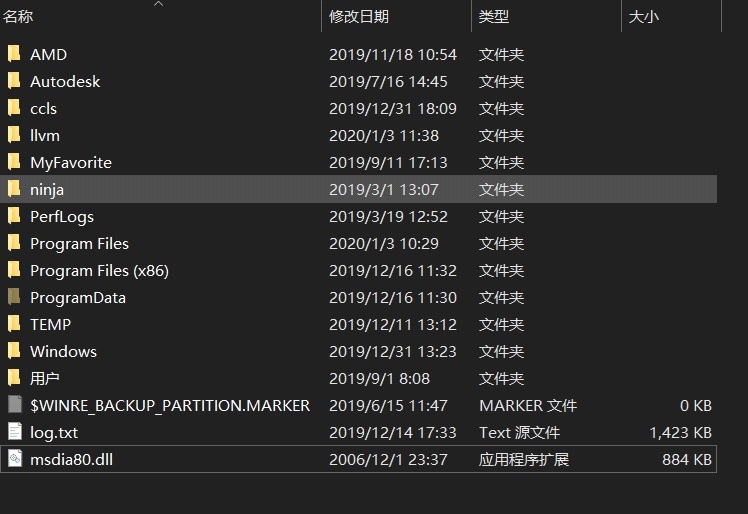 名称 修改日期 类型 大小
AMD 2019/11/18 10:54 文件夹
Autodesk 2019/7/16 14:45 文件夹
ccls 2019/12/31 18:09 文件夹
llvm 2020/1/3 11:38 文件夹
MyFavorite 2019/9/11 17:13 文件夹
ninja 2019/3/1 13:07 文件夹
PerfLogs 2019/3/19 12:52 文件夹
Program Files 2020/1/3 10:29 文件夹
Program Files (x86) 2019/12/16 11:32 文件夹
ProgramData 2019/12/16 11:30 文件夹
TEMP 2019/12/11 13:12 文件夹
Windows 2019/12/31 13:23 文件夹
用户 2019/9/1 8:08 文件夹
$WINRE_BACKUP_PARTITION.MARKER 2019/6/15 11:47 MARKER 文件 0 KB
log.txt 2019/12/14 17:33 Text 源文件 1,423 KB
msdia80.dll 2006/12/1 23:37 应用程序扩展 884 KB